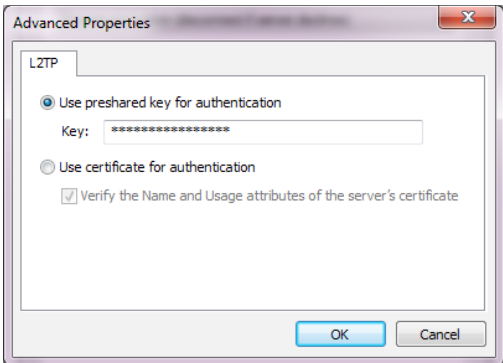 Advanced Properties
L2TP
Use preshared key for authentication
Key: ****************
Use certificate for authentication
Verify the Name and Usage attributes of the server's certificate
OK Cancel